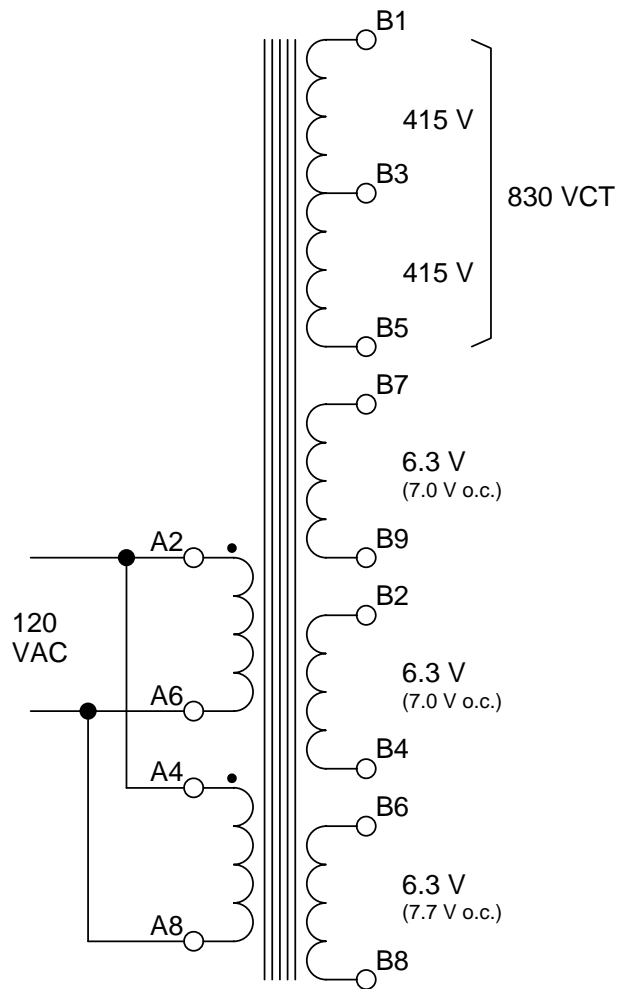 B1
415 V
B3
830 VCT
415 V
B5
B7
6.3 V
(7.0 V o.c.)
B9
A2
120
VAC
A6
B2
6.3 V
(7.0 V o.c.)
B4
A4
B6
6.3 V
(7.7 V o.c.)
A8
B8